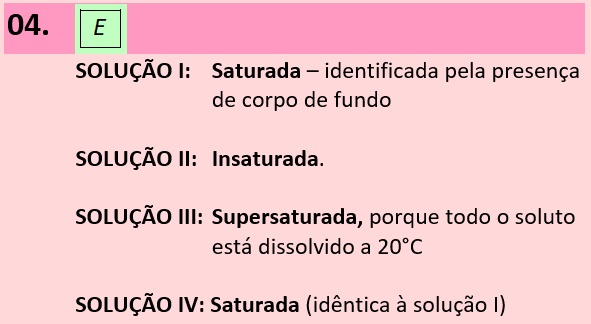 04. E
SOLUÇÃO I: Saturada – identificada pela presença
de corpo de fundo
SOLUÇÃO II: Insaturada.
SOLUÇÃO III: Supersaturada, porque todo o soluto
está dissolvido a 20°C
SOLUÇÃO IV: Saturada (idêntica à solução I)